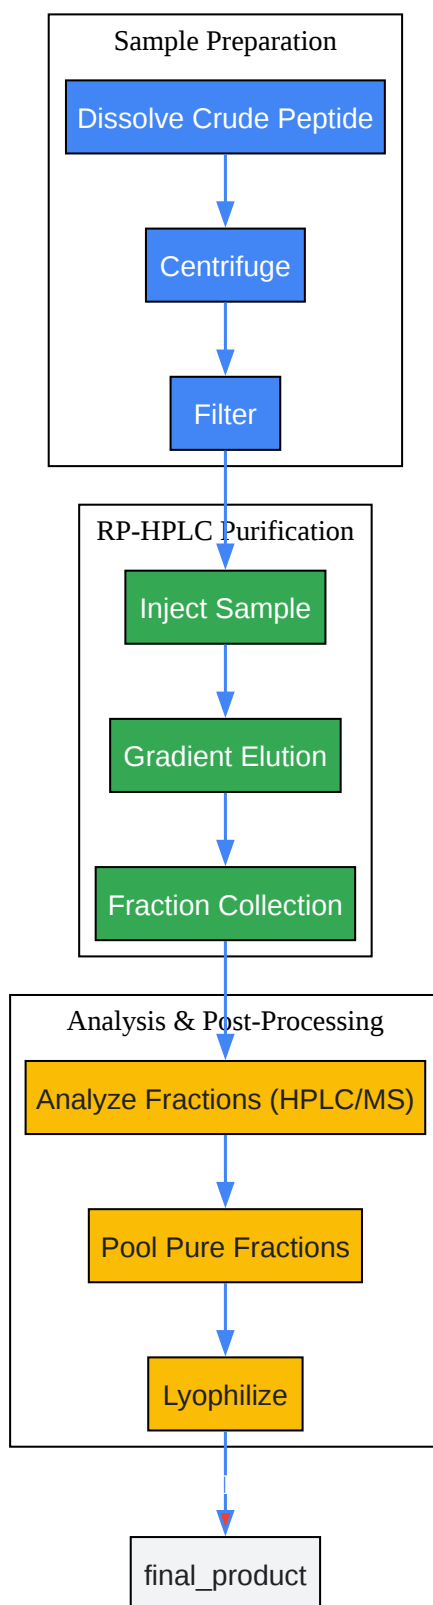 Sample Preparation
Dissolve Crude Peptide
Centrifuge
Filter
RP-HPLC Purification
Inject Sample
Gradient Elution
Fraction Collection
Analysis & Post-Processing
Analyze Fractions (HPLC/MS)
Pool Pure Fractions
Lyophilize
final_product